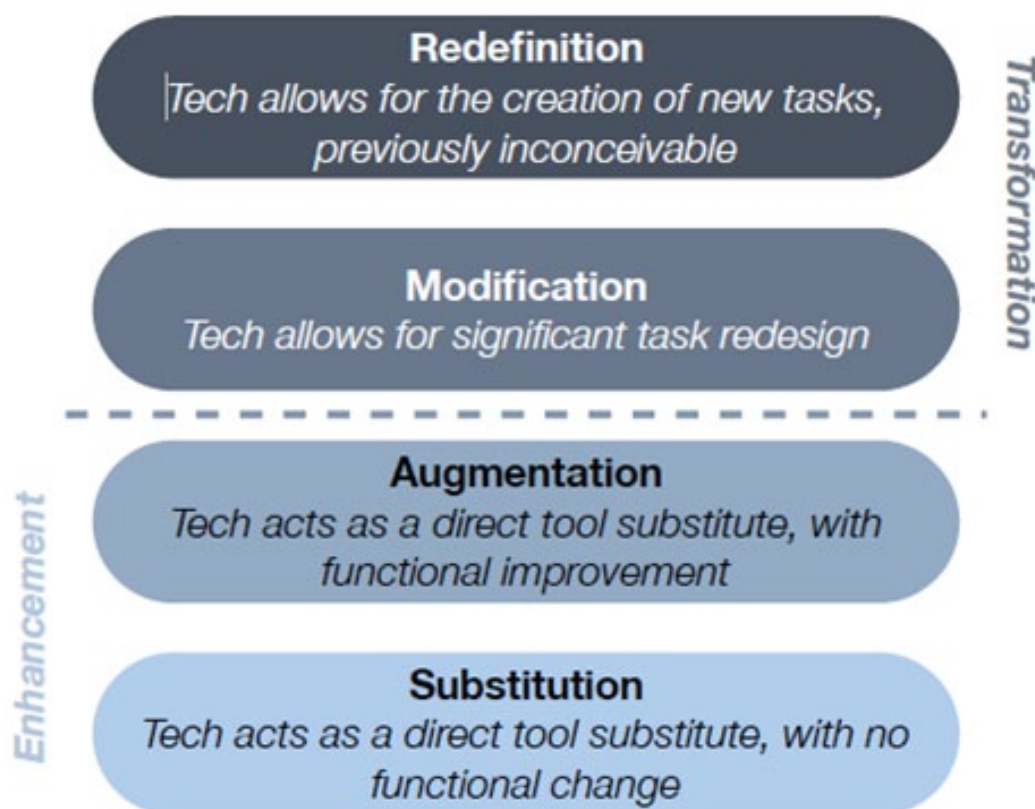 Redefinition
Tech allows for the creation of new tasks,
previously inconceivable
Transformation
Modification
Tech allows for significant task redesign
Augmentation
Tech acts as a direct tool substitute, with
functional improvement
Enhancement
Substitution
Tech acts as a direct tool substitute, with no
functional change